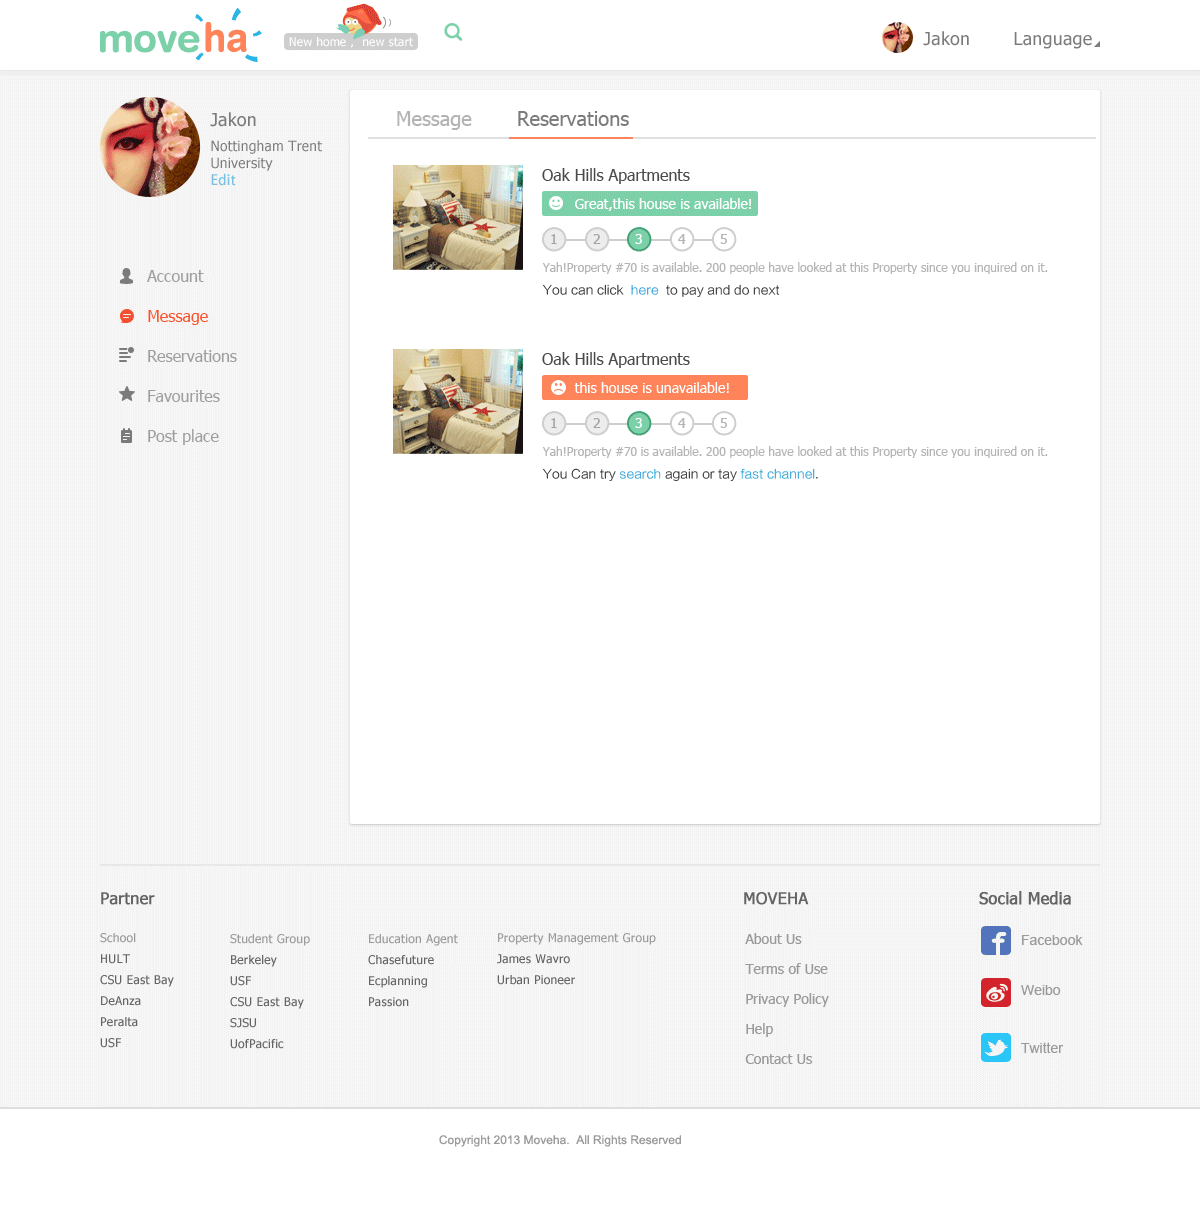 moveha
New home , new start
Jakon
Language
Jakon
Nottingham Trent
University
Edit
Account
Message
Reservations
Favourites
Post place
Message
Reservations
Oak Hills Apartments
Great,this house is available!
1 2 3 4 5
Yah!Property #70 is available. 200 people have looked at this Property since you inquired on it.
You can click here to pay and do next
Oak Hills Apartments
this house is unavailable!
1 2 3 4 5
Yah!Property #70 is available. 200 people have looked at this Property since you inquired on it.
You Can try search again or tay fast channel.
Partner
School
HULT
CSU East Bay
DeAnza
Peralta
USF
Student Group
Berkeley
USF
CSU East Bay
SJSU
UofPacific
Education Agent
Chasefuture
Ecplanning
Passion
Property Management Group
James Wavro
Urban Pioneer
MOVEHA
About Us
Terms of Use
Privacy Policy
Help
Contact Us
Social Media
Facebook
Weibo
Twitter
Copyright 2013 Moveha. All Rights Reserved